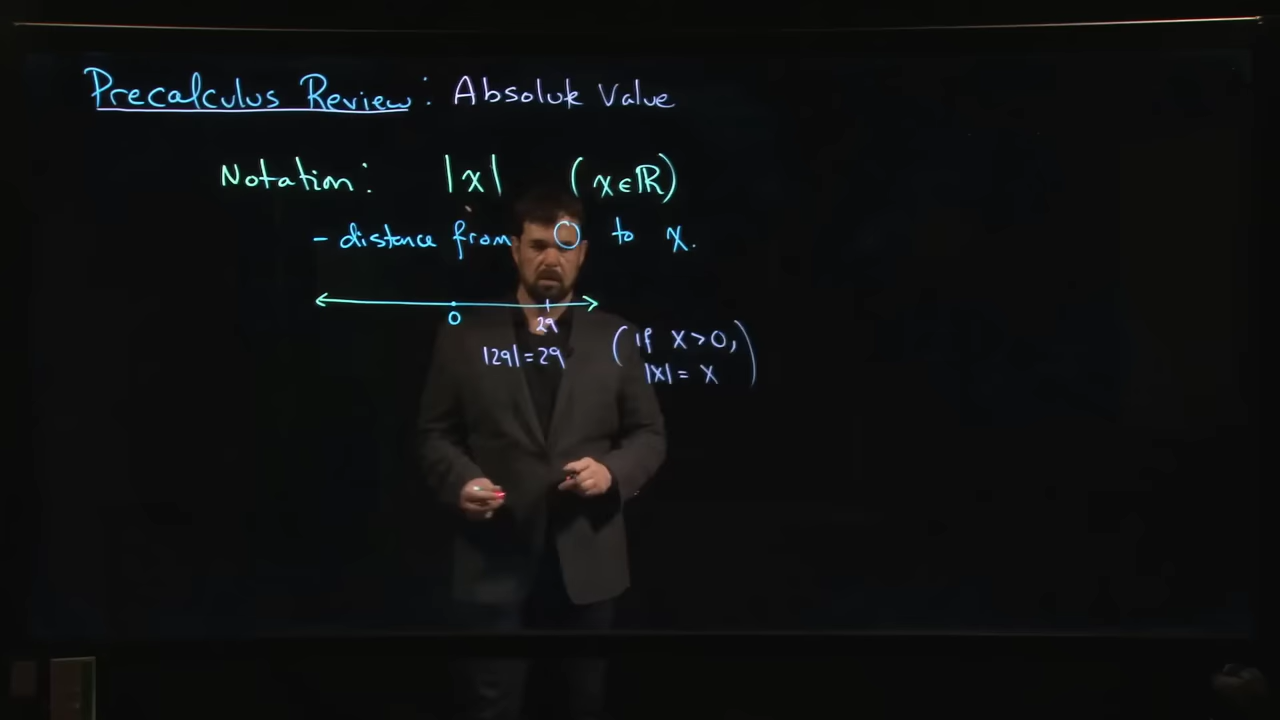 Precalculus Review: Absolute Value
Notation: |x| (x∈ℝ)
- distance from 0 to x.
0 29
|29|=29
(if x>0,
|x|= x)